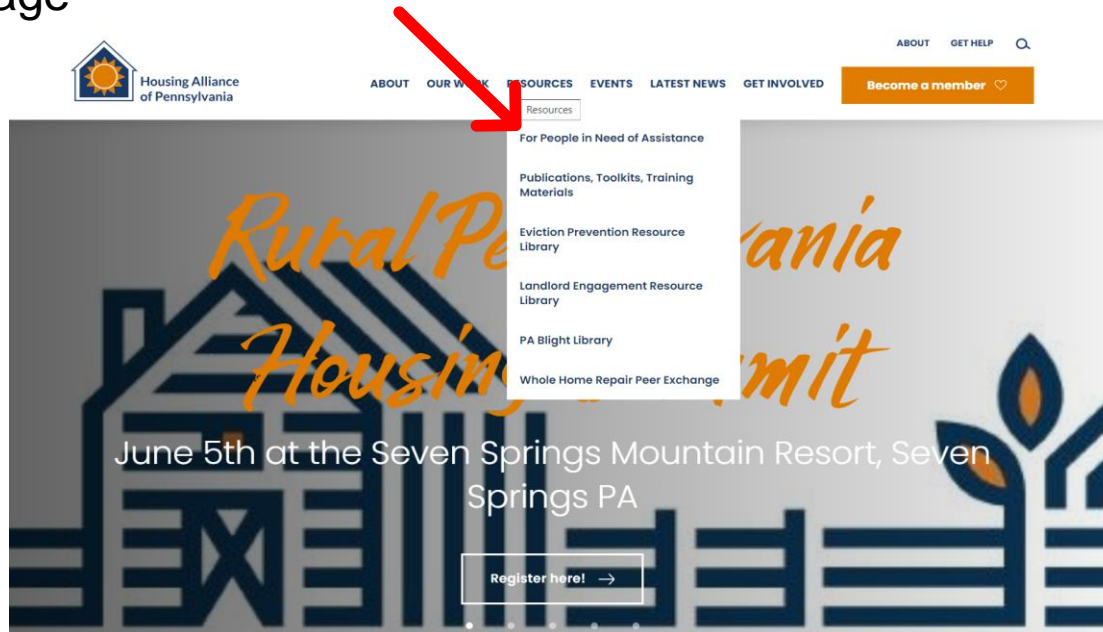 ABOUT GET HELP
Housing Alliance
of Pennsylvania
ABOUT OUR RESOURCES EVENTS LATEST NEWS GET INVOLVED Become a member
Resources
For People in Need of Assistance
Publications, Toolkits, Training
Materials
Eviction Prevention Resource
Library
Landlord Engagement Resource
Library
PA Blight Library
Whole Home Repair Peer Exchange
Rural
June 5th at the Seven Springs Mountain Resort, Seven
Springs PA
Register here!